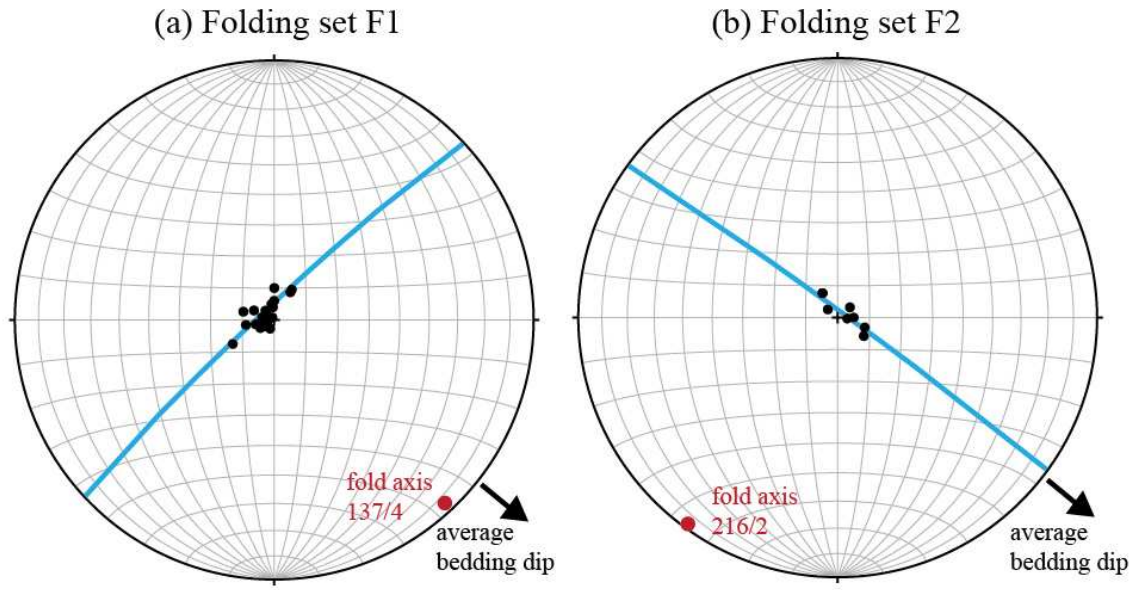 (a) Folding set F1
(b) Folding set F2
fold axis
137/4
average
bedding dip
fold axis
216/2
average
bedding dip